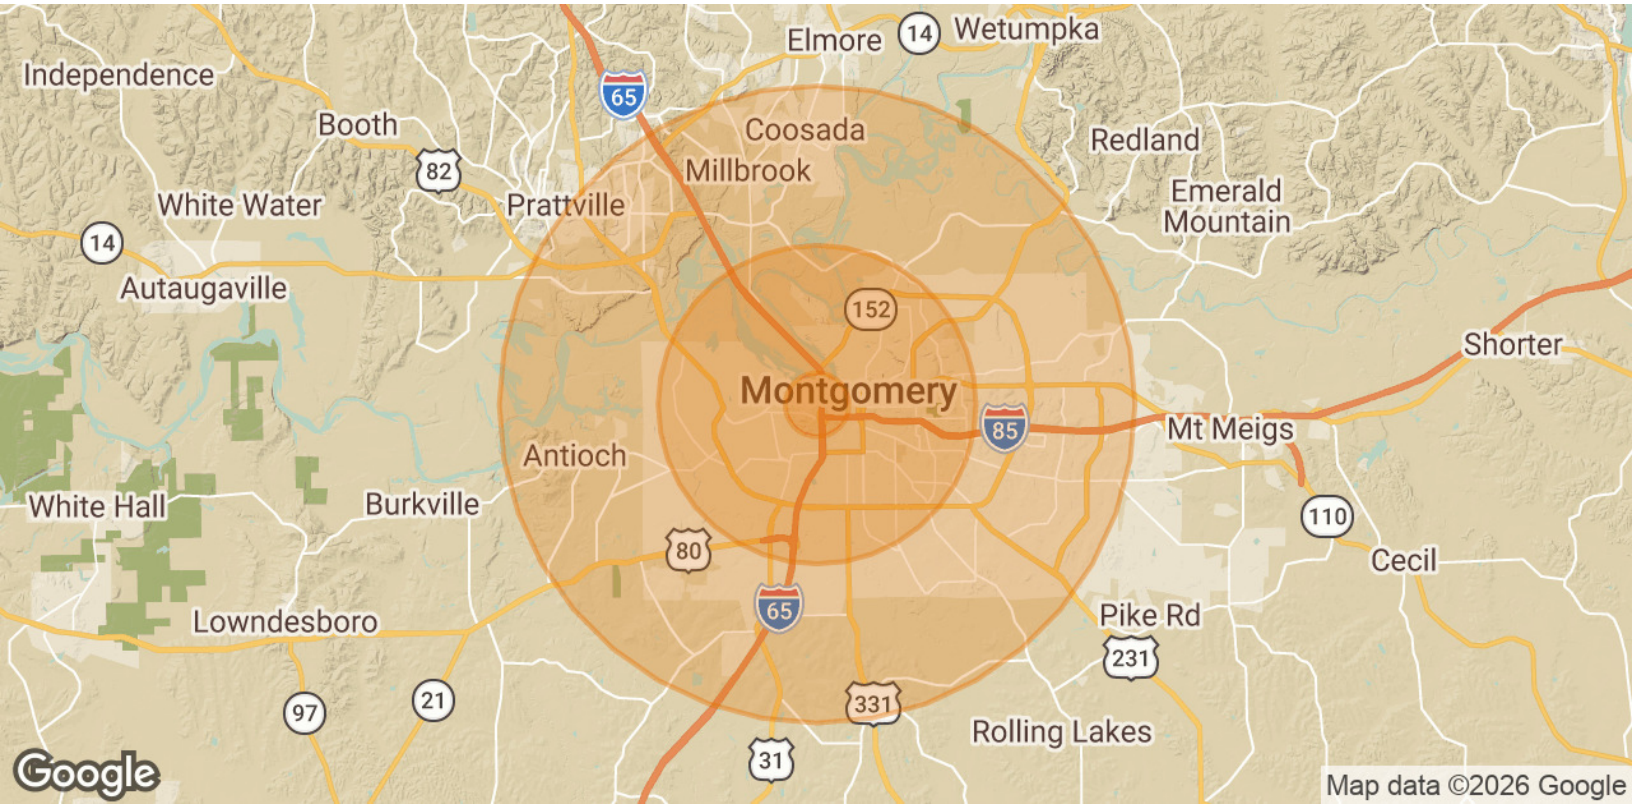 Elmore
14
Wetumpka
Independence
65
Booth
Coosada
Redland
82
Millbrook
White Water
Prattville
Emerald
Mountain
14
Autaugaville
152
Shorter
Montgomery
85
Mt Meigs
Antioch
White Hall
Burkville
110
80
Cecil
65
Lowndesboro
Pike Rd
231
97
21
331
Rolling Lakes
31
Google
Map data ©2026 Google